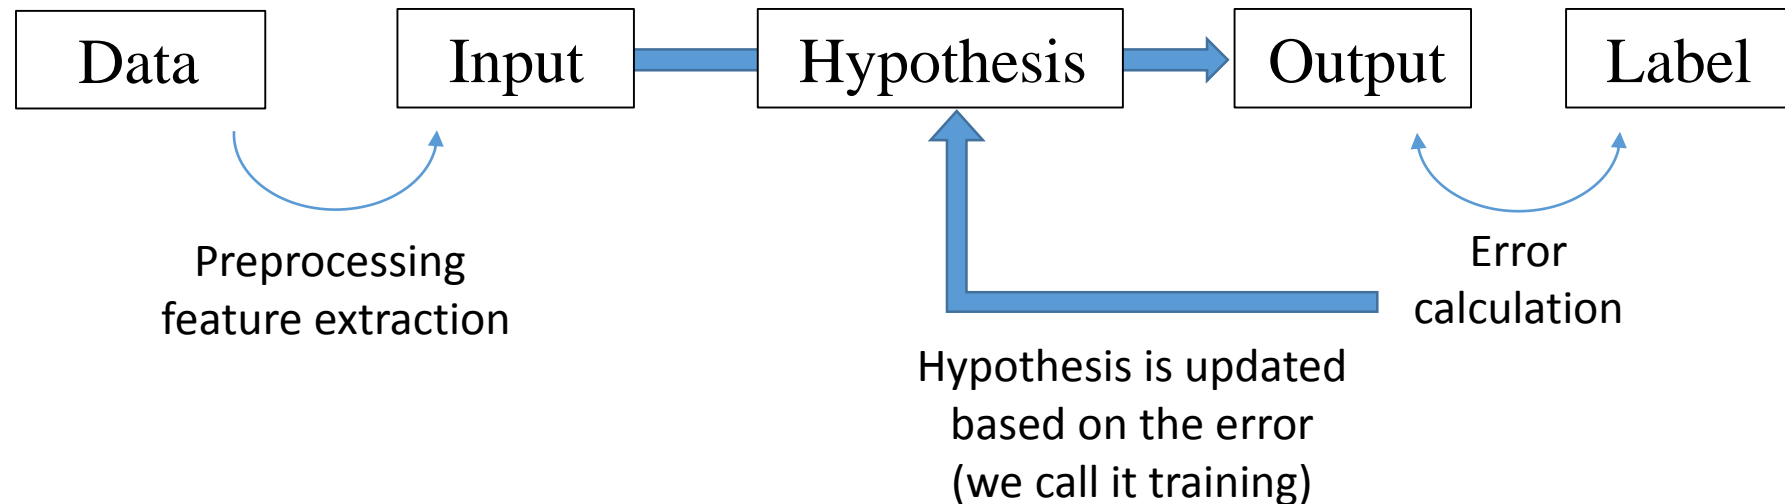 Data
Input
Hypothesis
Output
Label
Preprocessing
feature extraction
Error
calculation
Hypothesis is updated
based on the error
(we call it training)